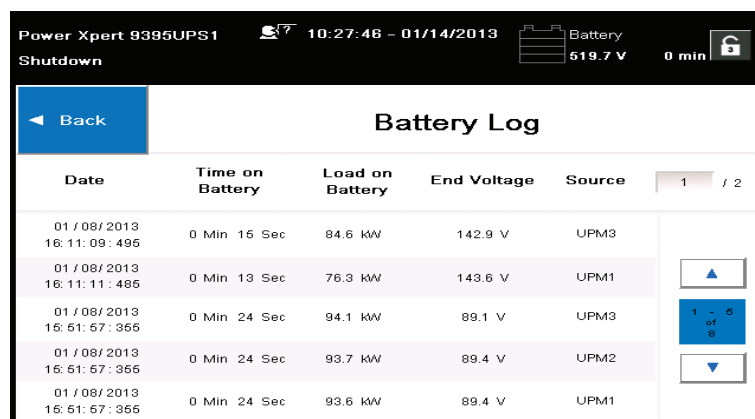 Power Xpert 9395UPS1 ? 10:27:46 - 01/14/2013 Battery
Shutdown 519.7 V 0 min 3
◄ Back Battery Log
Date Time on Battery Load on Battery End Voltage Source 1 / 2
01/08/2013
16:11:09:495 0 Min 15 Sec 84.6 kW 142.9 V UPM3
01/08/2013
16:11:11:485 0 Min 13 Sec 76.3 kW 143.6 V UPM1
01/08/2013
15:51:57:355 0 Min 24 Sec 94.1 kW 89.1 V UPM3
01/08/2013
15:51:57:355 0 Min 24 Sec 93.7 kW 89.4 V UPM2
01/08/2013
15:51:57:355 0 Min 24 Sec 93.6 kW 89.4 V UPM1
▲
1 - 5
of
8
▼